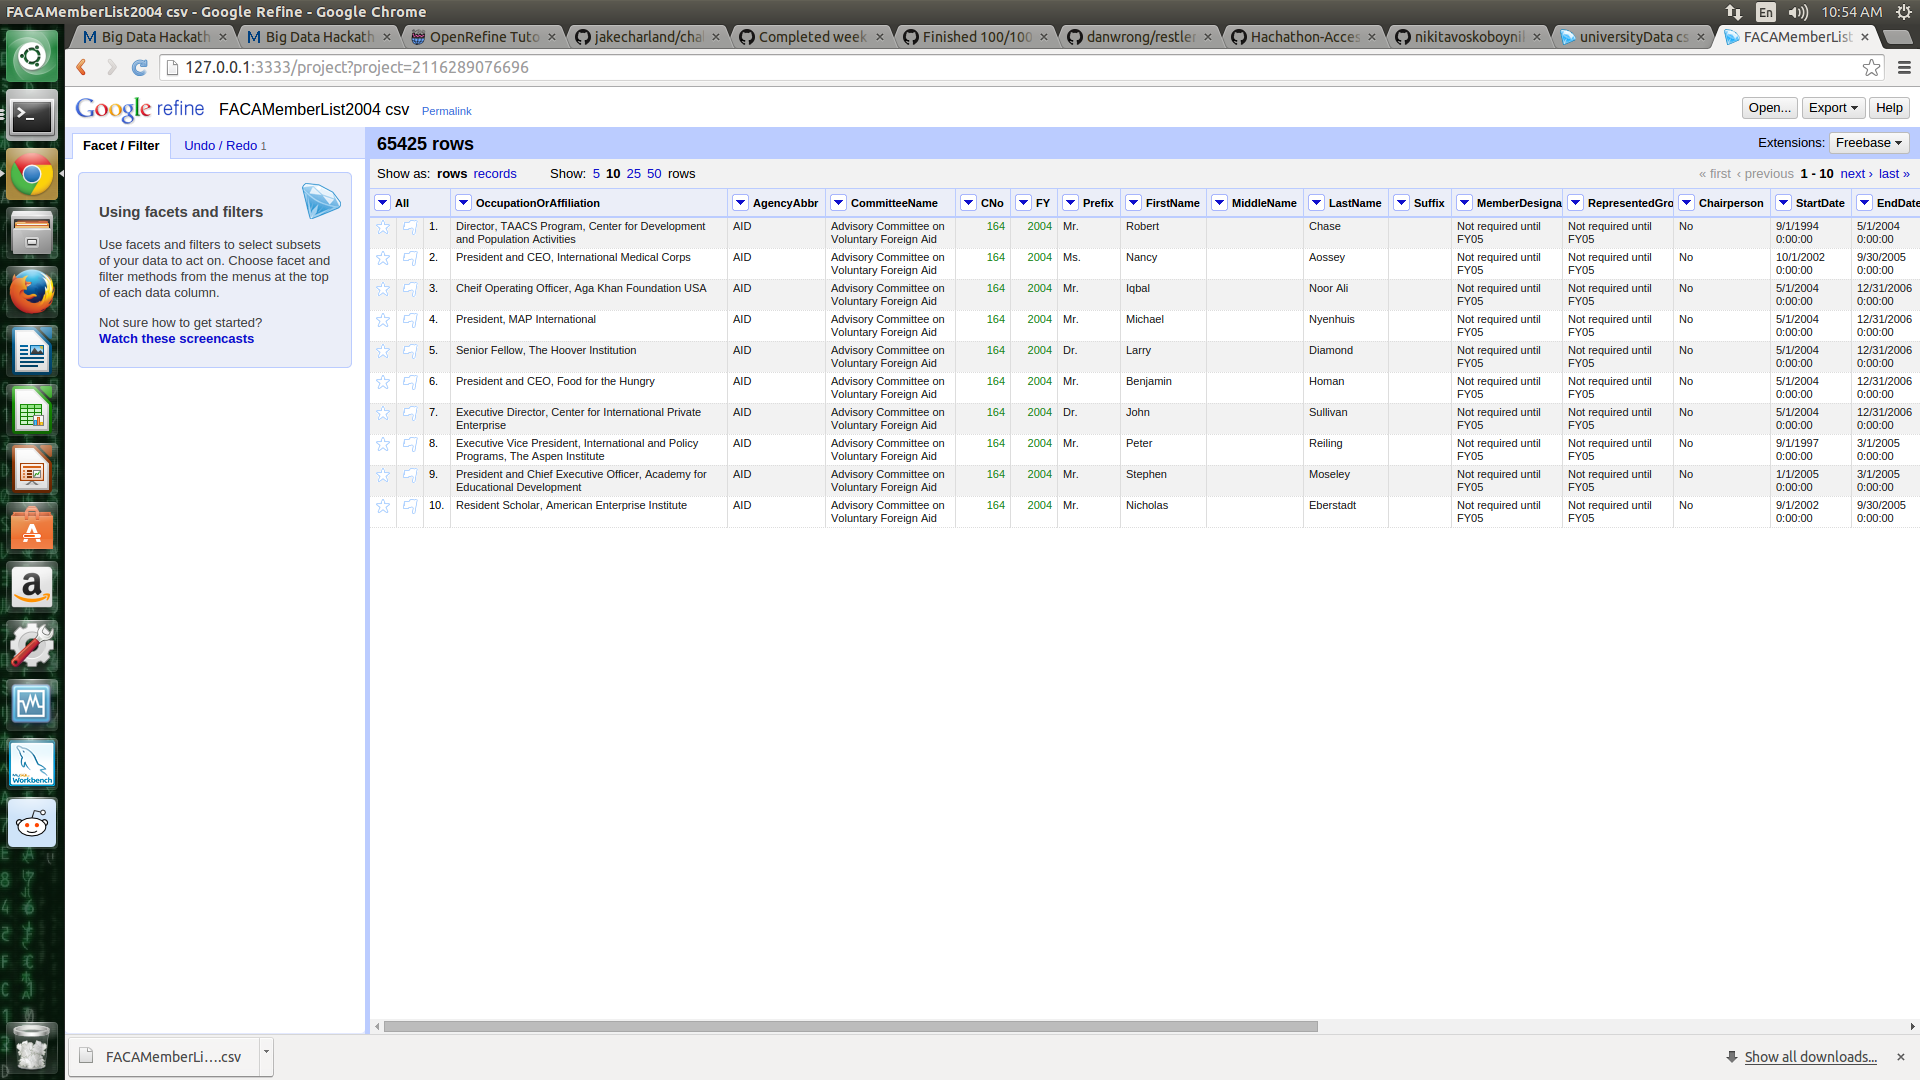 FACAMemberList2004 csv - Google Refine - Google Chrome
En 10:54 AM
Big Data Hackath Big Data Hackath OpenRefine Tuto jakecharland/chal Completed week Finished 100/100 danwrong/restler Hachathon-Acces nikitavoskoboynil universityData cs FACAMemberList
127.0.0.1:3333/project?project=2116289076696
Google refine FACAMemberList2004 csv Permalink Open... Export Help
Facet / Filter Undo / Redo 1 65425 rows Extensions: Freebase
Show as: rows records Show: 5 10 25 50 rows « first ‹ previous 1 - 10 next › last »
Using facets and filters
Use facets and filters to select subsets
of your data to act on. Choose facet and
filter methods from the menus at the top
of each data column.
Not sure how to get started?
Watch these screencasts
All OccupationOrAffiliation AgencyAbbr CommitteeName CNo FY Prefix FirstName MiddleName LastName Suffix MemberDesigna RepresentedGro Chairperson StartDate EndDate
1. Director, TAACS Program, Center for Development AID Advisory Committee on 164 2004 Mr. Robert Chase Not required until Not required until No 9/1/1994 5/1/2004
and Population Activities Voluntary Foreign Aid FY05 FY05 0:00:00 0:00:00
2. President and CEO, International Medical Corps AID Advisory Committee on 164 2004 Ms. Nancy Aossey Not required until Not required until No 10/1/2002 9/30/2005
Voluntary Foreign Aid FY05 FY05 0:00:00 0:00:00
3. Cheif Operating Officer, Aga Khan Foundation USA AID Advisory Committee on 164 2004 Mr. Iqbal Noor Ali Not required until Not required until No 5/1/2004 12/31/2006
Voluntary Foreign Aid FY05 FY05 0:00:00 0:00:00
4. President, MAP International AID Advisory Committee on 164 2004 Mr. Michael Nyenhuis Not required until Not required until No 5/1/2004 12/31/2006
Voluntary Foreign Aid FY05 FY05 0:00:00 0:00:00
5. Senior Fellow, The Hoover Institution AID Advisory Committee on 164 2004 Dr. Larry Diamond Not required until Not required until No 5/1/2004 12/31/2006
Voluntary Foreign Aid FY05 FY05 0:00:00 0:00:00
6. President and CEO, Food for the Hungry AID Advisory Committee on 164 2004 Mr. Benjamin Homan Not required until Not required until No 5/1/2004 12/31/2006
Voluntary Foreign Aid FY05 FY05 0:00:00 0:00:00
7. Executive Director, Center for International Private AID Advisory Committee on 164 2004 Dr. John Sullivan Not required until Not required until No 5/1/2004 12/31/2006
Enterprise Voluntary Foreign Aid FY05 FY05 0:00:00 0:00:00
8. Executive Vice President, International and Policy AID Advisory Committee on 164 2004 Mr. Peter Reiling Not required until Not required until No 9/1/1997 3/1/2005
Programs, The Aspen Institute Voluntary Foreign Aid FY05 FY05 0:00:00 0:00:00
9. President and Chief Executive Officer, Academy for AID Advisory Committee on 164 2004 Mr. Stephen Moseley Not required until Not required until No 1/1/2005 3/1/2005
Educational Development Voluntary Foreign Aid FY05 FY05 0:00:00 0:00:00
10. Resident Scholar, American Enterprise Institute AID Advisory Committee on 164 2004 Mr. Nicholas Eberstadt Not required until Not required until No 9/1/2002 9/30/2005
Voluntary Foreign Aid FY05 FY05 0:00:00 0:00:00
Workbench
FACAMemberLi....csv Show all downloads...